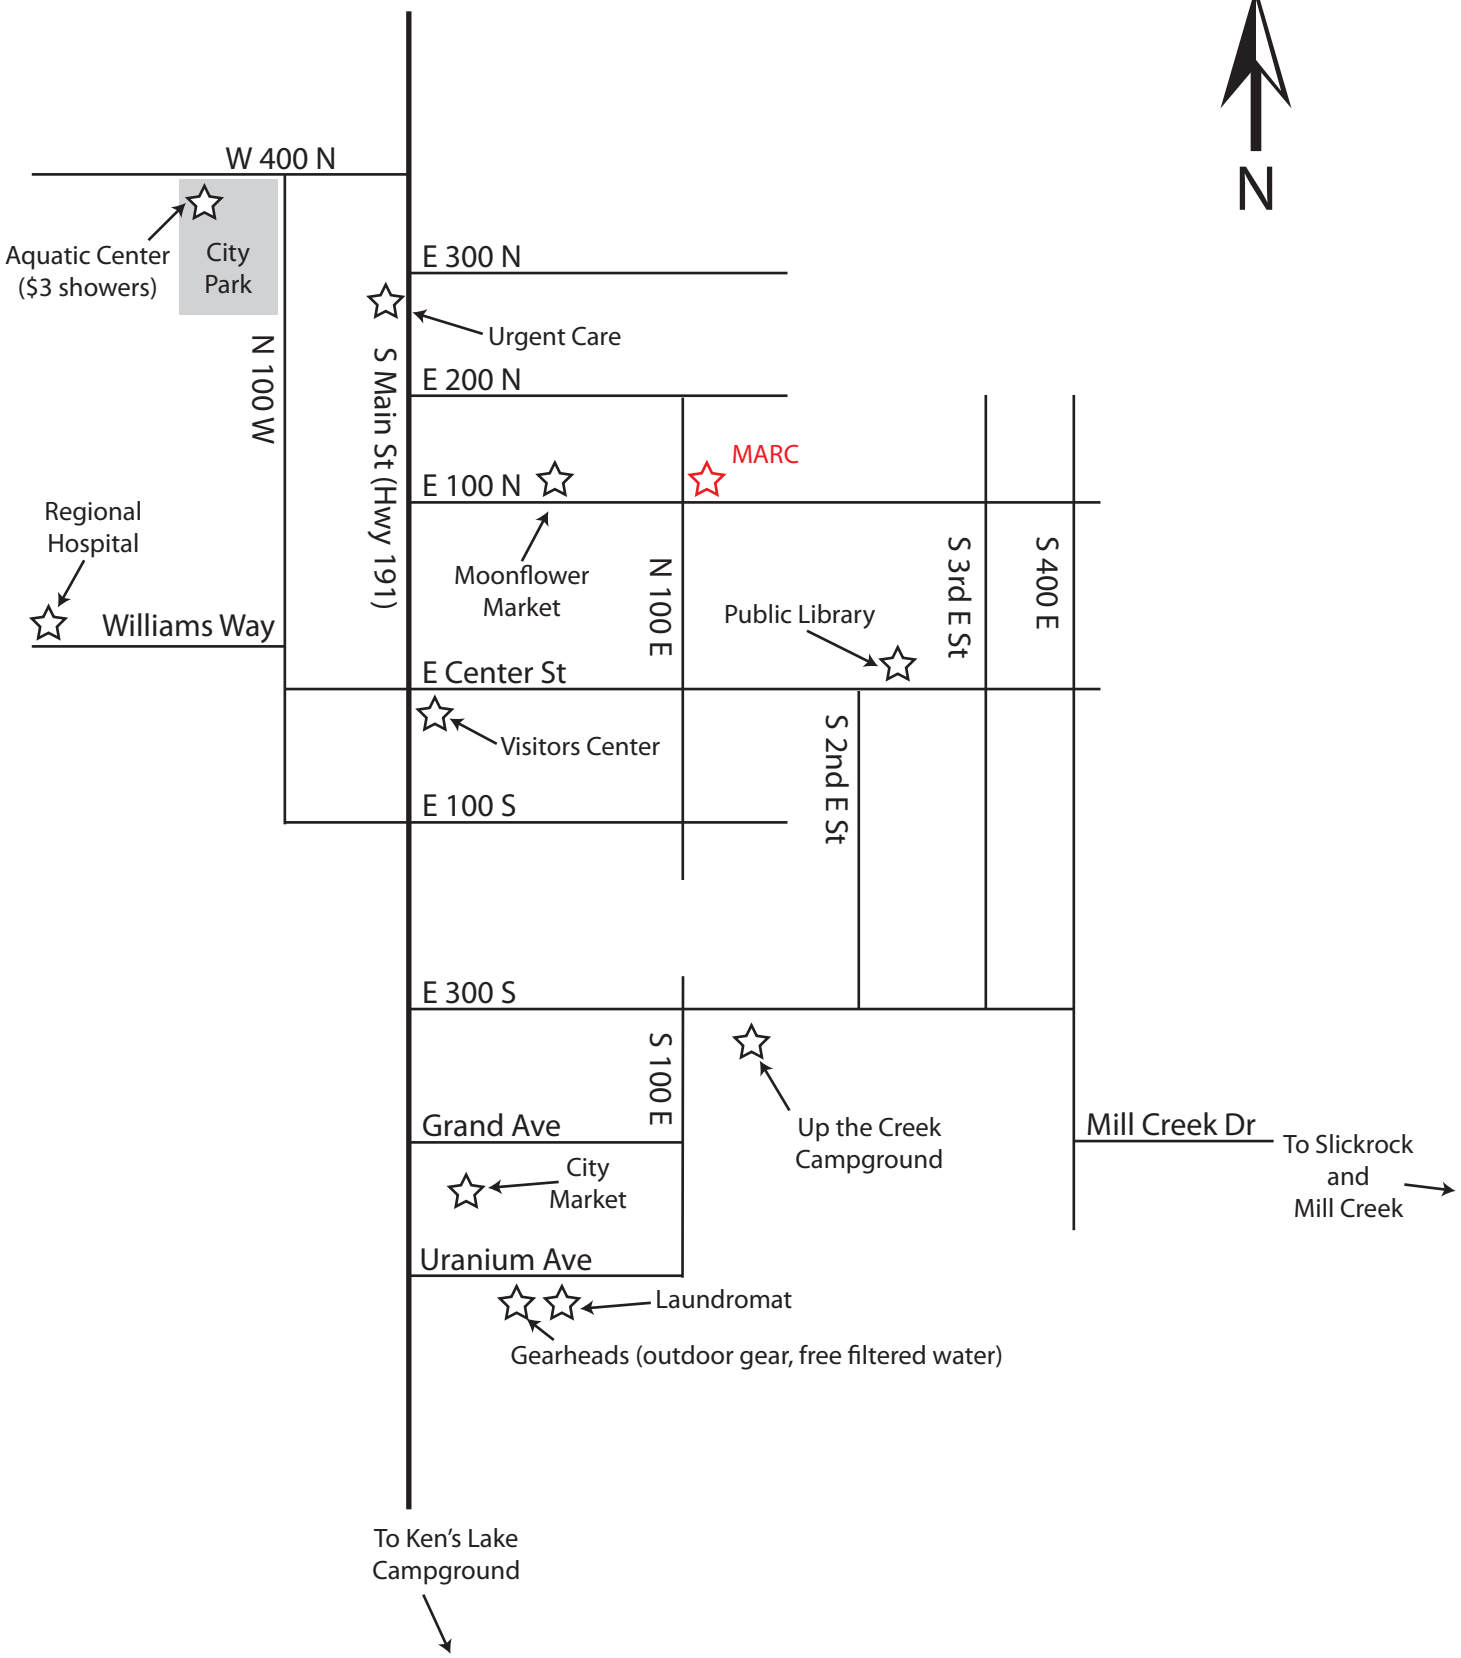 N
W 400 N
Aquatic Center
($3 showers)
City
Park
E 300 N
Urgent Care
N 100 W
S Main St (Hwy 191)
E 200 N
MARC
E 100 N
Regional
Hospital
Moonflower
Market
N 100 E
S 3rd E St
S 400 E
Public Library
Williams Way
E Center St
Visitors Center
S 2nd E St
E 100 S
E 300 S
S 100 E
Grand Ave
Up the Creek
Campground
Mill Creek Dr
To Slickrock
and
Mill Creek
City
Market
Uranium Ave
Laundromat
Gearheads (outdoor gear, free filtered water)
To Ken's Lake
Campground